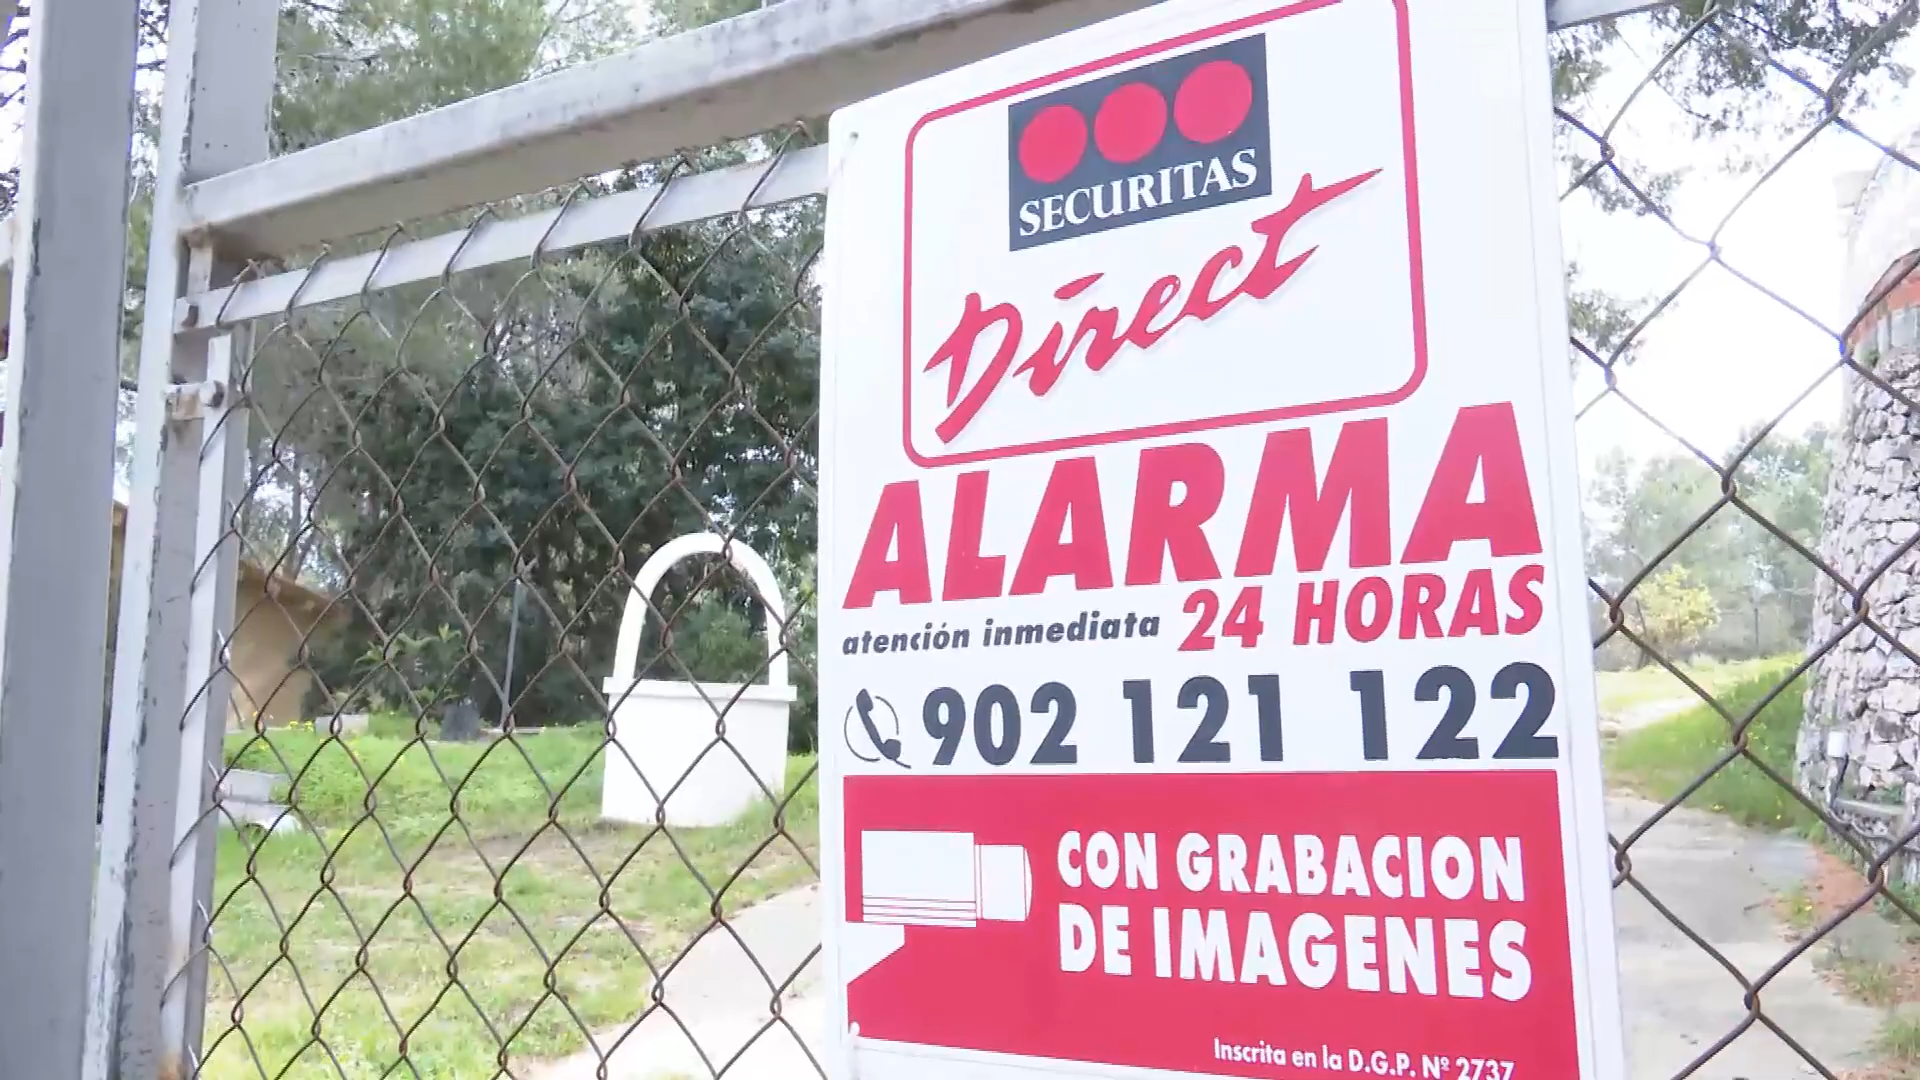 SECURITAS
Direct
ALARMA
atención inmediata 24 HORAS
902 121 122
CON GRABACION
DE IMAGENES
Inscrita en la D.G.P. Nº 2737